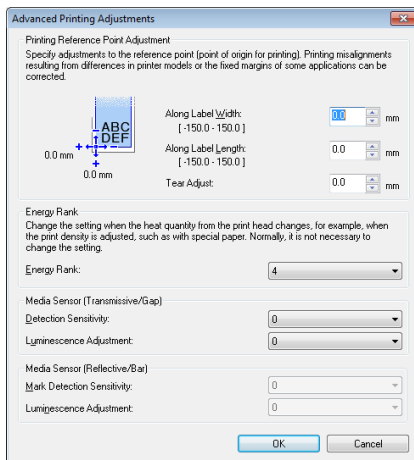 Advanced Printing Adjustments
Printing Reference Point Adjustment
Specify adjustments to the reference point (point of origin for printing). Printing misalignments
resulting from differences in printer models or the fixed margins of some applications can be
corrected.
ABC
DEF
0.0 mm
0.0 mm
Along Label Width:
[ -150.0 - 150.0 ]
0.0 mm
Along Label Length:
[ -150.0 - 150.0 ]
0.0 mm
Tear Adjust:
0.0 mm
Energy Rank
Change the setting when the heat quantity from the print head changes, for example, when
the print density is adjusted, such as with special paper. Normally, it is not necessary to
change the setting.
Energy Rank:
4
Media Sensor (Transmissive/Gap)
Detection Sensitivity:
0
Luminescence Adjustment:
0
Media Sensor (Reflective/Bar)
Mark Detection Sensitivity:
0
Luminescence Adjustment:
0
OK
Cancel